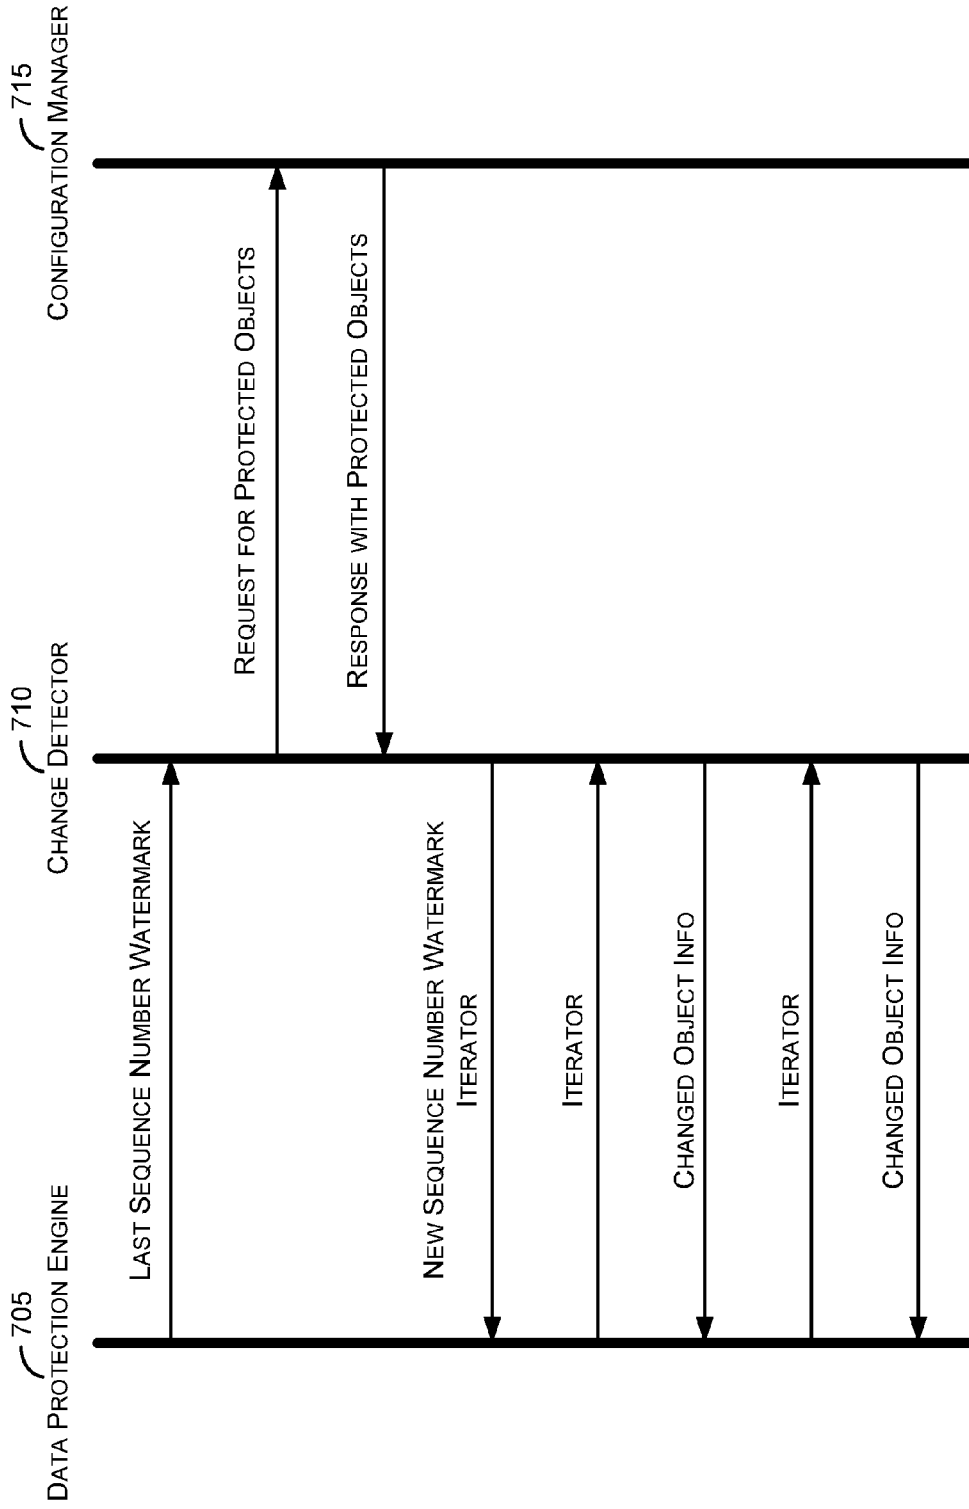 705
DATA PROTECTION ENGINE
710
CHANGE DETECTOR
715
CONFIGURATION MANAGER
LAST SEQUENCE NUMBER WATERMARK
REQUEST FOR PROTECTED OBJECTS
RESPONSE WITH PROTECTED OBJECTS
NEW SEQUENCE NUMBER WATERMARK
ITERATOR
ITERATOR
CHANGED OBJECT INFO
ITERATOR
CHANGED OBJECT INFO